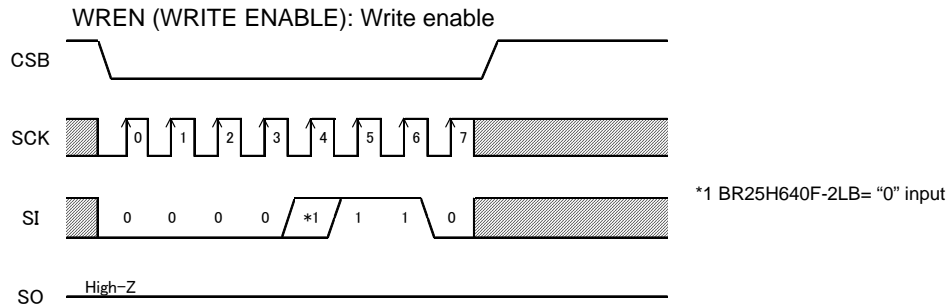 WREN (WRITE ENABLE): Write enable
CSB
SCK 0 1 2 3 4 5 6 7
*1 BR25H640F-2LB= “0” input
SI 0 0 0 0 *1 1 1 0
High-Z
SO